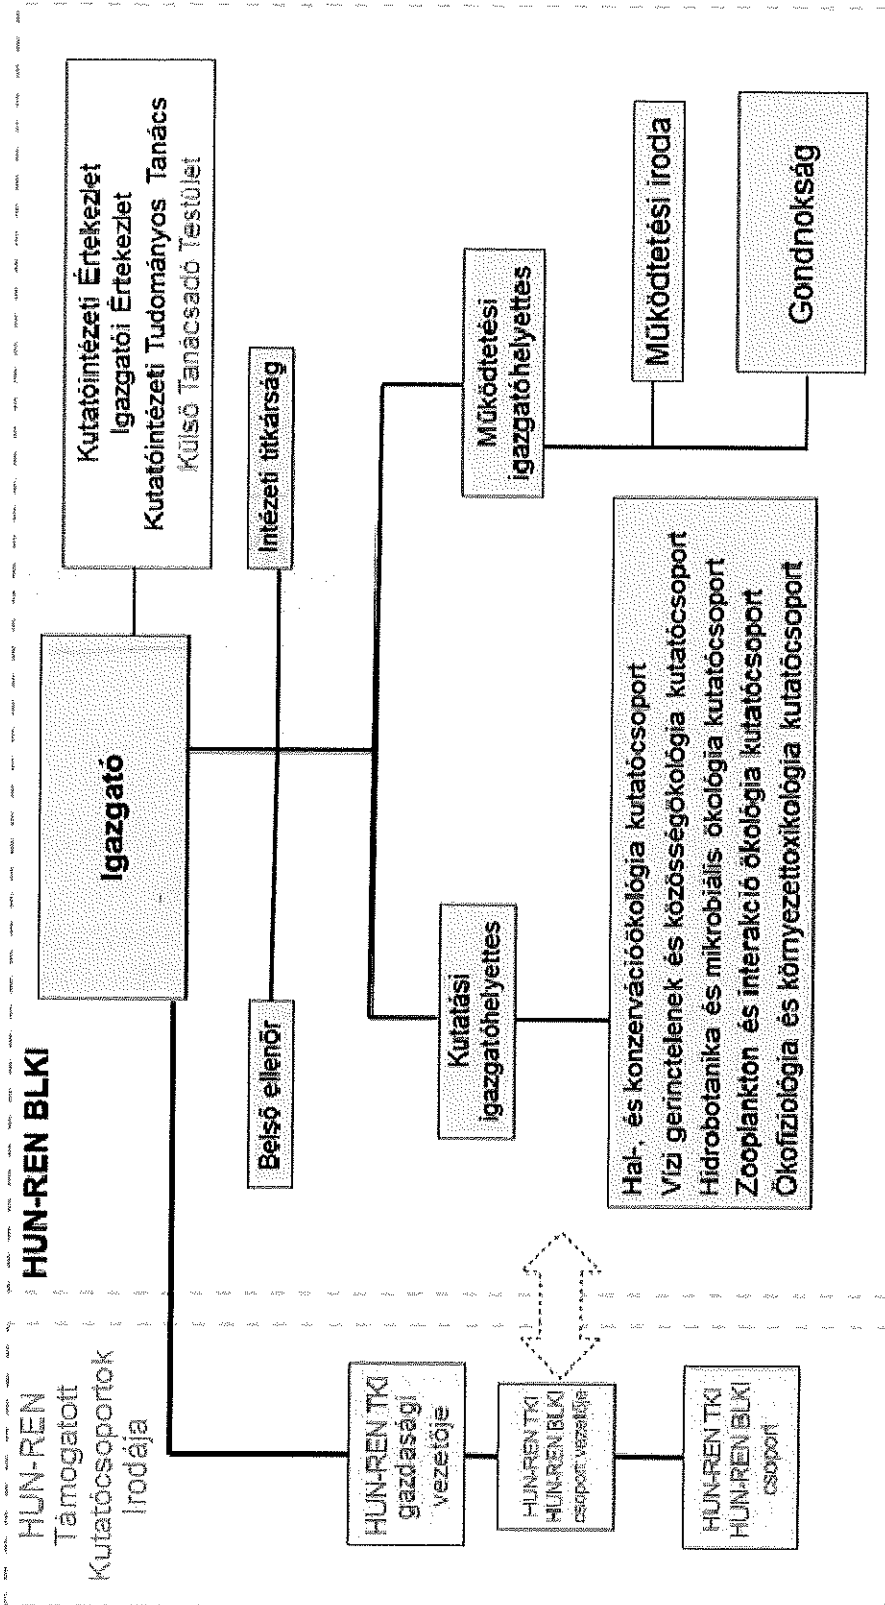 HUN-REN
Támogatott
Kutatócsoportok
Irodája
HUN-REN BLKI
Igazgató
Kutatóintézeti Értekezlet
Igazgatói Értekezlet
Kutatóintézeti Tudományos Tanács
Külső Tanácsadó Testület
Belső ellenőr
Intézeti titkárság
HUN-REN TKI
gazdasági
vezetője
Kutatási
igazgatóhelyettes
Működtetési
igazgatóhelyettes
HUN-REN TKI
HUN-REN BLKI
csoport vezetője
Hal-, és konzervációökológia kutatócsoport
Vízi gerinctelenek és közösségökológia kutatócsoport
Hidrobotanika és mikrobiális ökológia kutatócsoport
Zooplankton és interakció ökológia kutatócsoport
Ökofiziológia és környezettoxikológia kutatócsoport
Működtetési iroda
HUN-REN TKI
HUN-REN BLKI
csoport
Gondnokság